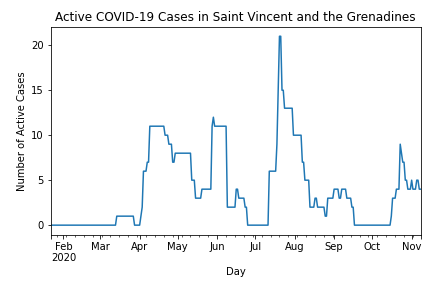 Active COVID-19 Cases in Saint Vincent and the Grenadines
Number of Active Cases
20
15
10
5
0
Feb Mar Apr May Jun Jul Aug Sep Oct Nov
2020
Day